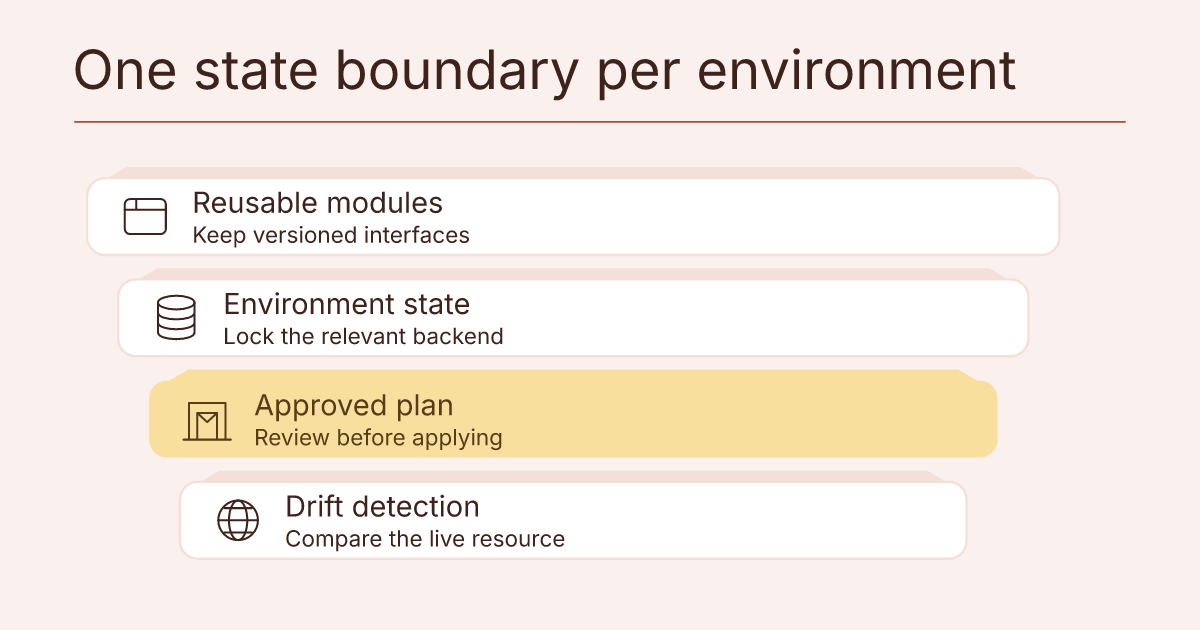 One state boundary per environment
Reusable modules
Keep versioned interfaces
Environment state
Lock the relevant backend
Approved plan
Review before applying
Drift detection
Compare the live resource